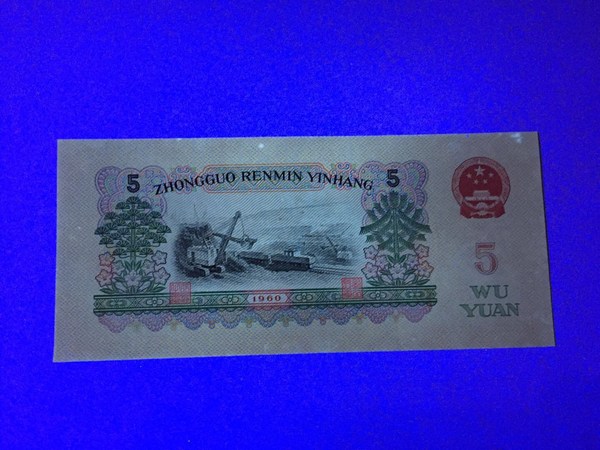 5 ZHONGGUO RENMIN YINHANG 5
5
WU
YUAN
1960